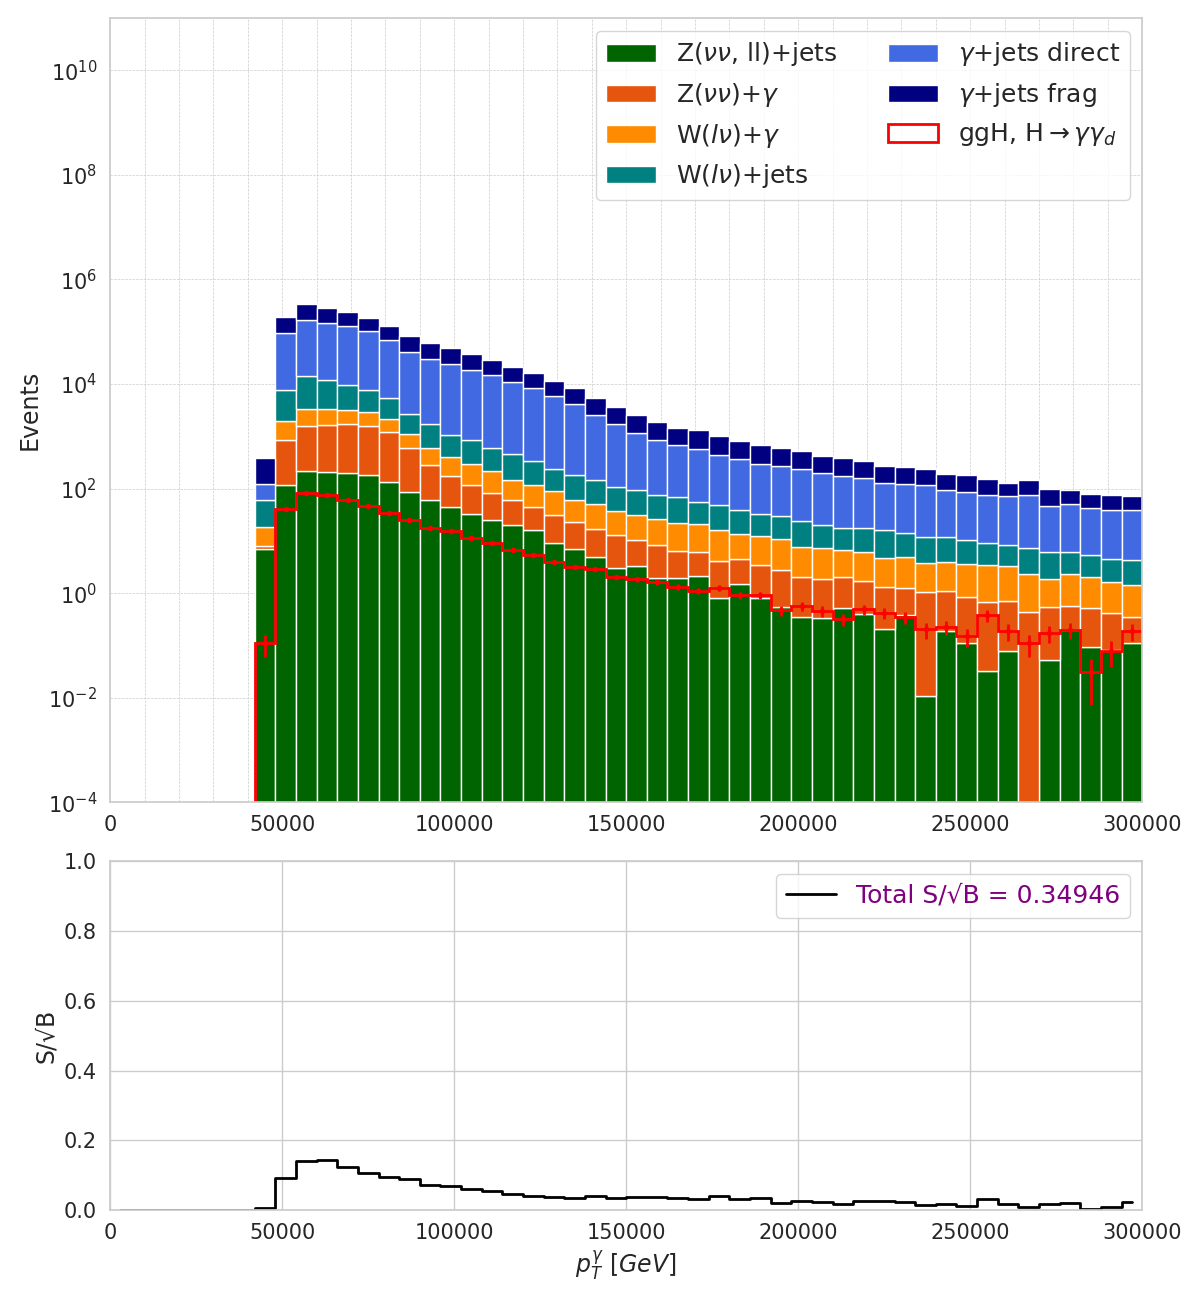 Z(νν, ll)+jets
Z(νν)+γ
W(lν)+γ
W(lν)+jets
γ+jets direct
γ+jets frag
ggH, H→γγ_d
Events
10^10
10^8
10^6
10^4
10^2
10^0
10^−2
10^−4
0 50000 100000 150000 200000 250000 300000
Total S/√B = 0.34946
S/√B
1.0
0.8
0.6
0.4
0.2
0.0
0 50000 100000 150000 200000 250000 300000
p_T^γ [GeV]